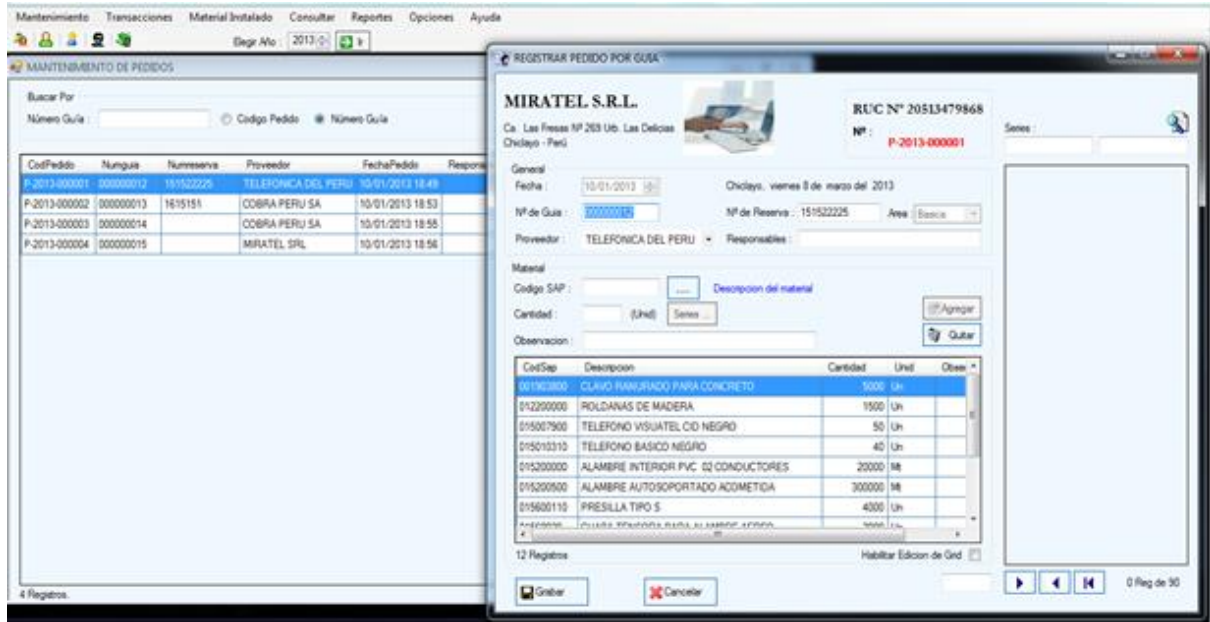 Mantenimiento Transacciones Material Instalado Consultar Reportes Opciones Ayuda
Elegir Año : 2013
MANTENIMIENTO DE PEDIDOS
Buscar Por
Número Guía : Codigo Pedido Número Guía
CodPedido Numguia Numreserva Proveedor FechaPedido Respons
P-2013-000001 000000012 151522225 TELEFONICA DEL PERU 10/01/2013 18:49
P-2013-000002 000000013 1615151 COBRA PERU SA 10/01/2013 18:53
P-2013-000003 000000014 COBRA PERU SA 10/01/2013 18:55
P-2013-000004 000000015 MIRATEL SRL 10/01/2013 18:56
4 Registros.
REGISTRAR PEDIDO POR GUIA
MIRATEL S.R.L.
Ca. Las Fresas Nº 269 Urb. Las Delicias
Chiclayo - Perú
RUC Nº 20513479868
Nº :
P-2013-000001
General
Fecha : 10/01/2013 Chiclayo, viernes 8 de marzo del 2013
Nº de Guia : 000000012 Nº de Reserva : 151522225 Area : Basica
Proveedor : TELEFONICA DEL PERU Responsables :
Material
Codigo SAP : .... Descripcion del material
Cantidad : (Unid) Series ...
Agregar
Quitar
Observacion :
CodSap Descripcion Cantidad Unid Obser
001903800 CLAVO RANURADO PARA CONCRETO 5000 Un
012200000 ROLDANAS DE MADERA 1500 Un
015007900 TELEFONO VISUATEL CID NEGRO 50 Un
015010310 TELEFONO BASICO NEGRO 40 Un
015200000 ALAMBRE INTERIOR PVC 02 CONDUCTORES 20000 Mt
015200500 ALAMBRE AUTOSOPORTADO ACOMETIDA 300000 Mt
015600110 PRESILLA TIPO S 4000 Un
12 Registros
Habilitar Edicion de Grid
Grabar Cancelar
Series :
0 Reg de 90